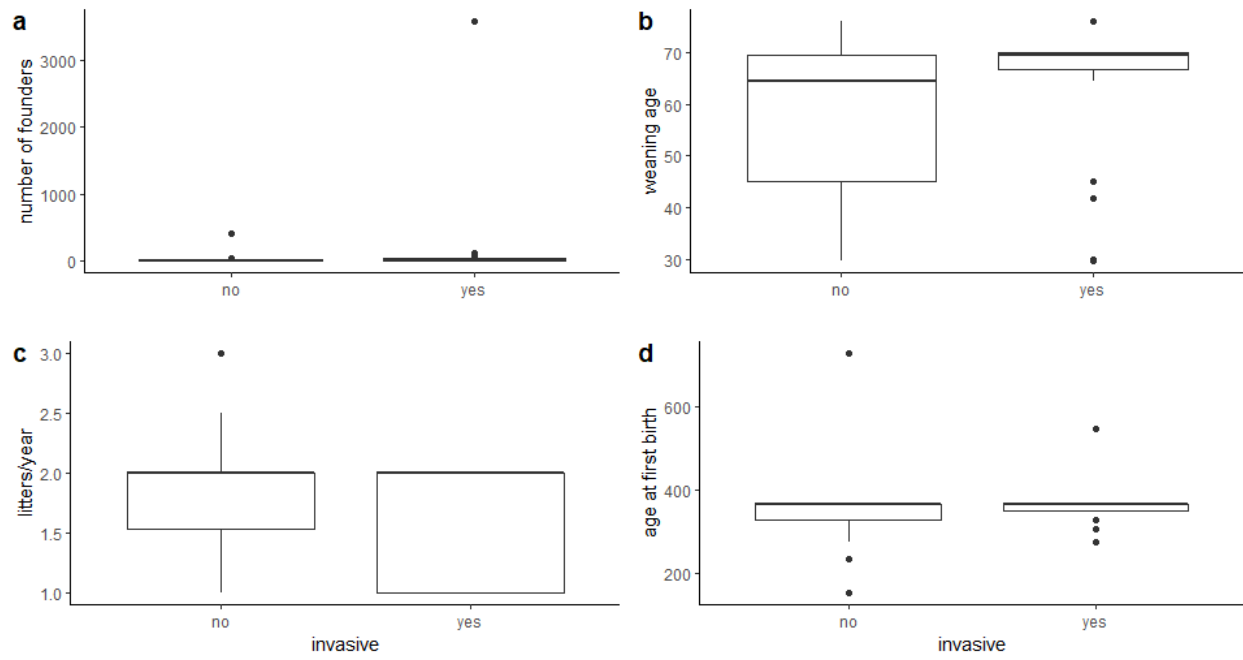 a
number of founders
3000
2000
1000
0
no yes
b
weaning age
70
60
50
40
30
no yes
c
litters/year
3.0
2.5
2.0
1.5
1.0
no yes
invasive
d
age at first birth
600
400
200
no yes
invasive